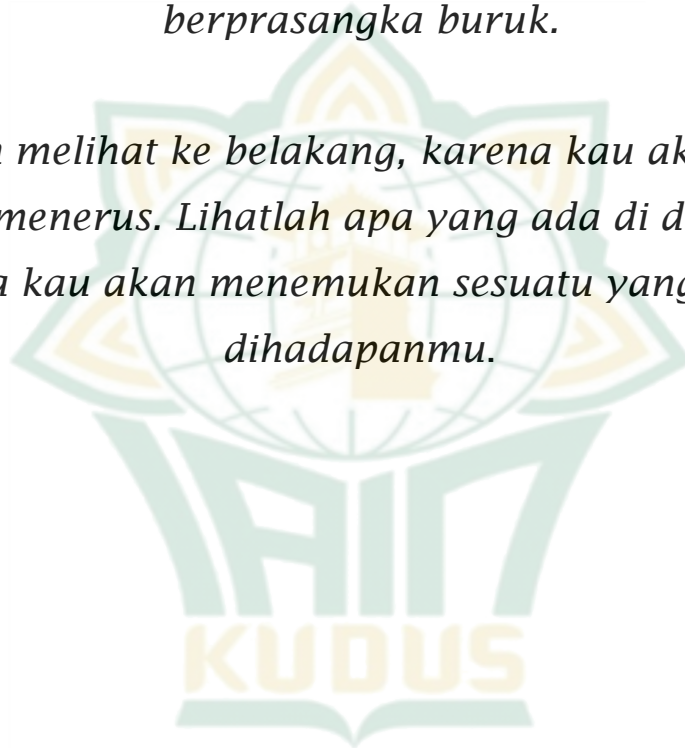 berprasangka buruk.
melihat ke belakang, karena kau
menerus. Lihatlah apa yang ada di
kau akan menemukan sesuatu yang
dihadapanmu.
IAIN
KUDUS